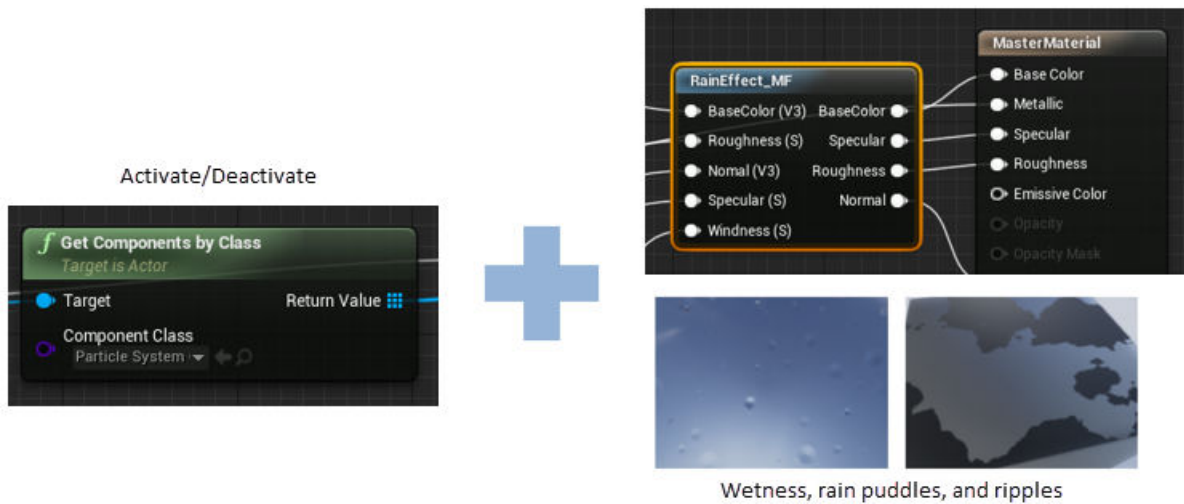 Activate/Deactivate
f Get Components by Class
Target is Actor
Target Return Value
Component Class
Particle System
RainEffect_MF
BaseColor (V3) BaseColor
Roughness (S) Specular
Nomal (V3) Roughness
Specular (S) Normal
Windness (S)
MasterMaterial
Base Color
Metallic
Specular
Roughness
Emissive Color
Opacity
Opacity Mask
Wetness, rain puddles, and ripples